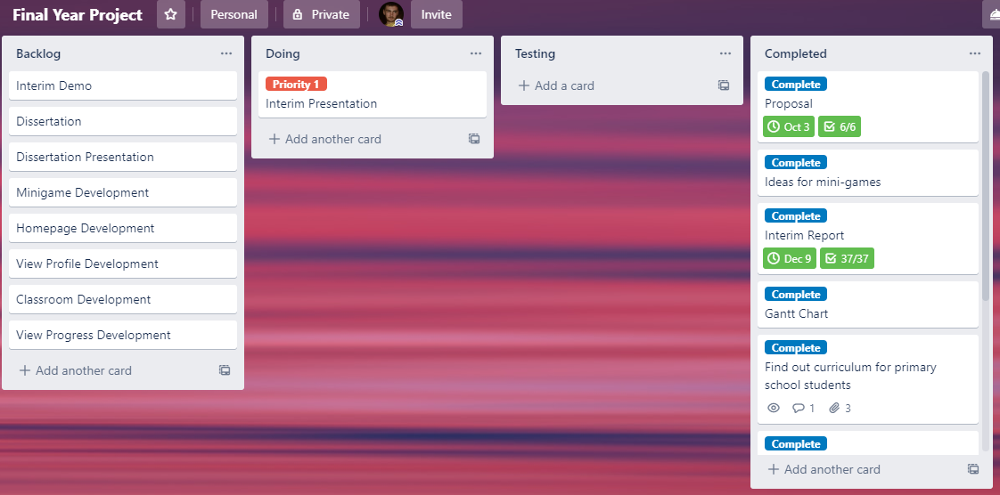 Final Year Project
Personal
Private
Invite
Backlog
Interim Demo
Dissertation
Dissertation Presentation
Minigame Development
Homepage Development
View Profile Development
Classroom Development
View Progress Development
Add another card
Doing
Priority 1
Interim Presentation
Add another card
Testing
Add a card
Completed
Complete
Proposal
Oct 3 6/6
Complete
Ideas for mini-games
Complete
Interim Report
Dec 9 37/37
Complete
Gantt Chart
Complete
Find out curriculum for primary
school students
1 3
Complete
Add another card